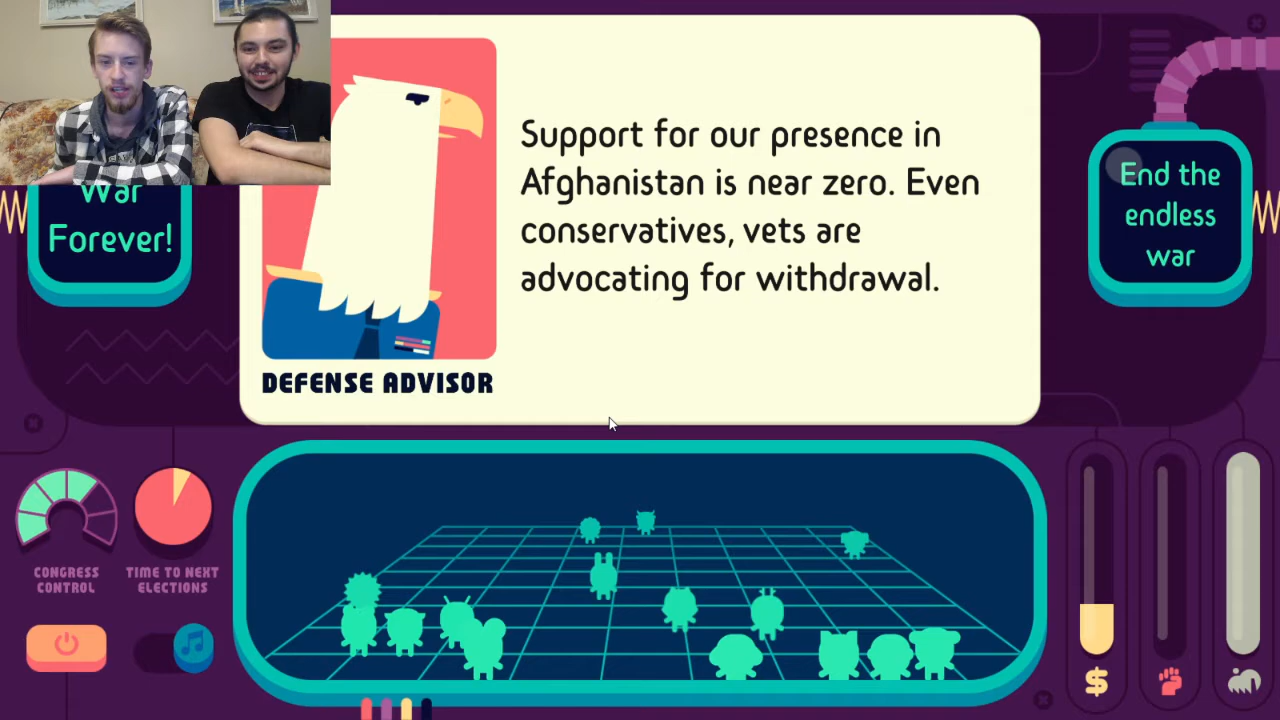 War
Forever!
Support for our presence in
Afghanistan is near zero. Even
conservatives, vets are
advocating for withdrawal.
DEFENSE ADVISOR
End the
endless
war
CONGRESS
CONTROL
TIME TO NEXT
ELECTIONS
$